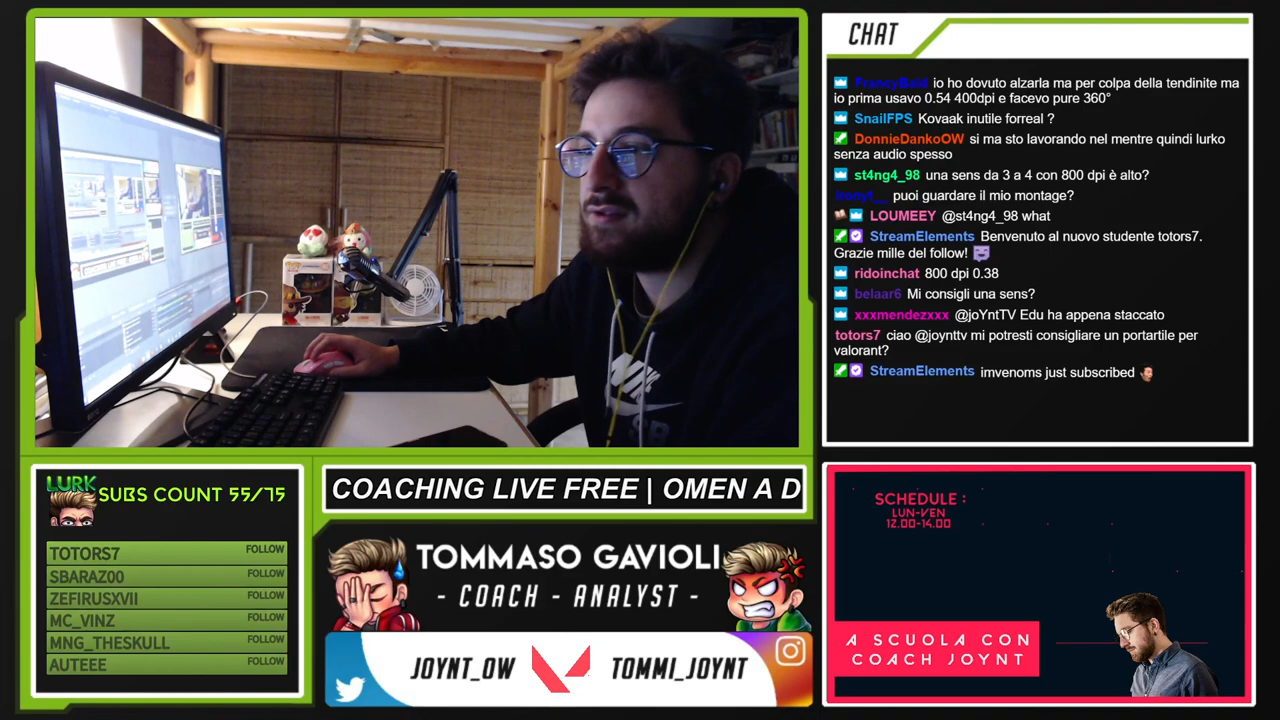 CHAT
FrancyBald io ho dovuto alzarla ma per colpa della tendinite ma
io prima usavo 0.54 400dpi e facevo pure 360°
SnailFPS Kovaak inutile forreal ?
DonnieDankoOW si ma sto lavorando nel mentre quindi lurko
senza audio spesso
st4ng4_98 una sens da 3 a 4 con 800 dpi è alto?
puoi guardare il mio montage?
LOUMEEY @st4ng4_98 what
StreamElements Benvenuto al nuovo studente totors7.
Grazie mille del follow!
ridoinchat 800 dpi 0.38
belaar6 Mi consigli una sens?
xxxmendezxxx @joYntTV Edu ha appena staccato
totors7 ciao @joynttv mi potresti consigliare un portartile per
valorant?
StreamElements imvenoms just subscribed
LURK
SUBS COUNT 55/75
TOTORS7 FOLLOW
SBARAZ00 FOLLOW
ZEFIRUSXVII FOLLOW
MC_VINZ FOLLOW
MNG_THESKULL FOLLOW
AUTEEE FOLLOW
COACHING LIVE FREE | OMEN A D
TOMMASO GAVIOLI
- COACH - ANALYST -
JOYNT_OW TOMMI_JOYNT
SCHEDULE :
LUN-VEN
12.00-14.00
A SCUOLA CON
COACH JOYNT